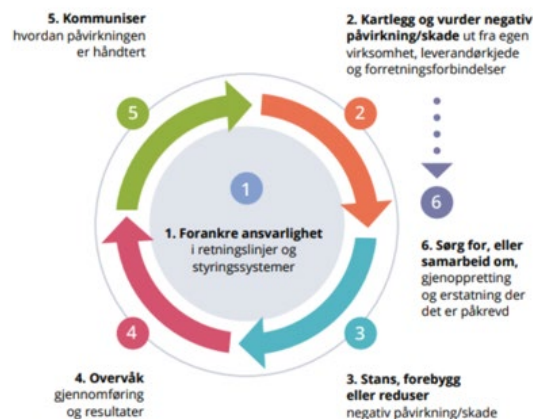 5. Kommuniser
hvordan påvirkningen
er håndtert
2. Kartlegg og vurder negativ
påvirkning/skade ut fra egen
virksomhet, leverandørkjede
og forretningsforbindelser
5
2
1
1. Forankre ansvarlighet
i retningslinjer og
styringssystemer
6
6. Sørg for, eller
samarbeid om,
gjenoppretting
og erstatning der
det er påkrevd
4
3
4. Overvåk
gjennomføring
og resultater
3. Stans, forebygg
eller reduser
negativ påvirkning/skade